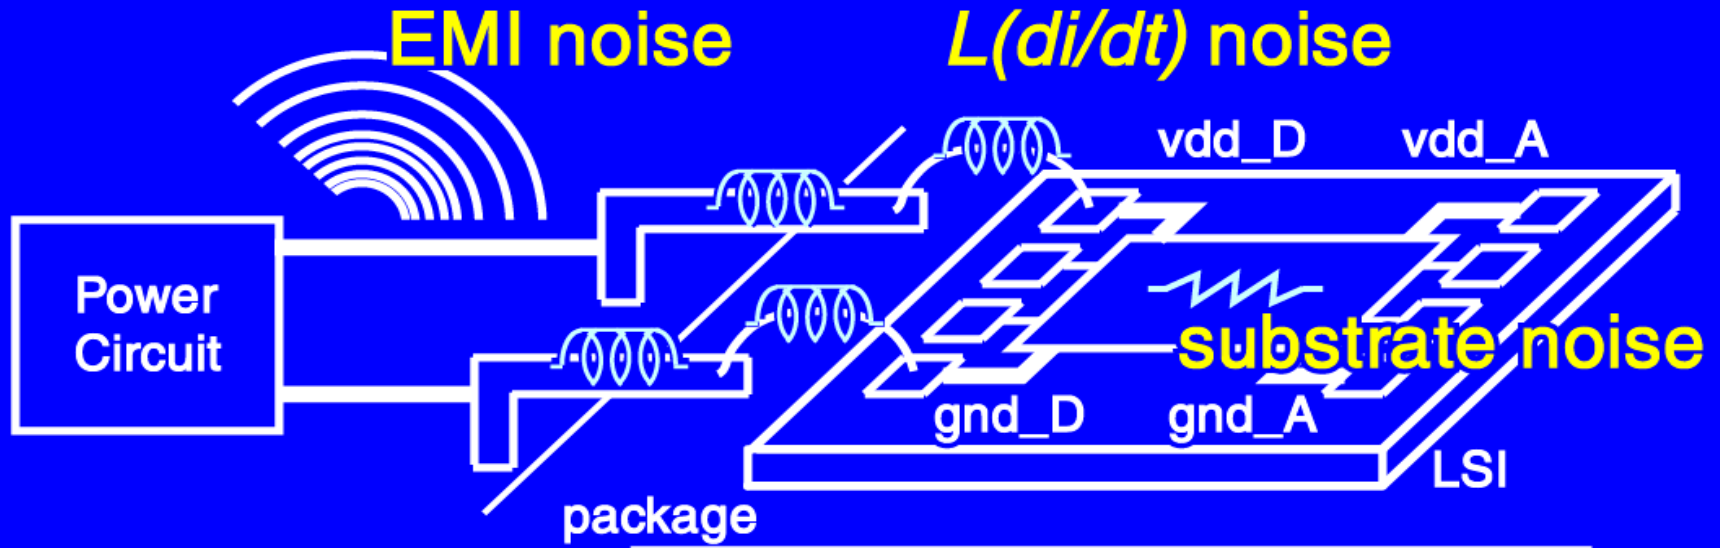 EMI noise
L(di/dt) noise
vdd_D
vdd_A
Power
Circuit
substrate noise
gnd_D
gnd_A
LSI
package